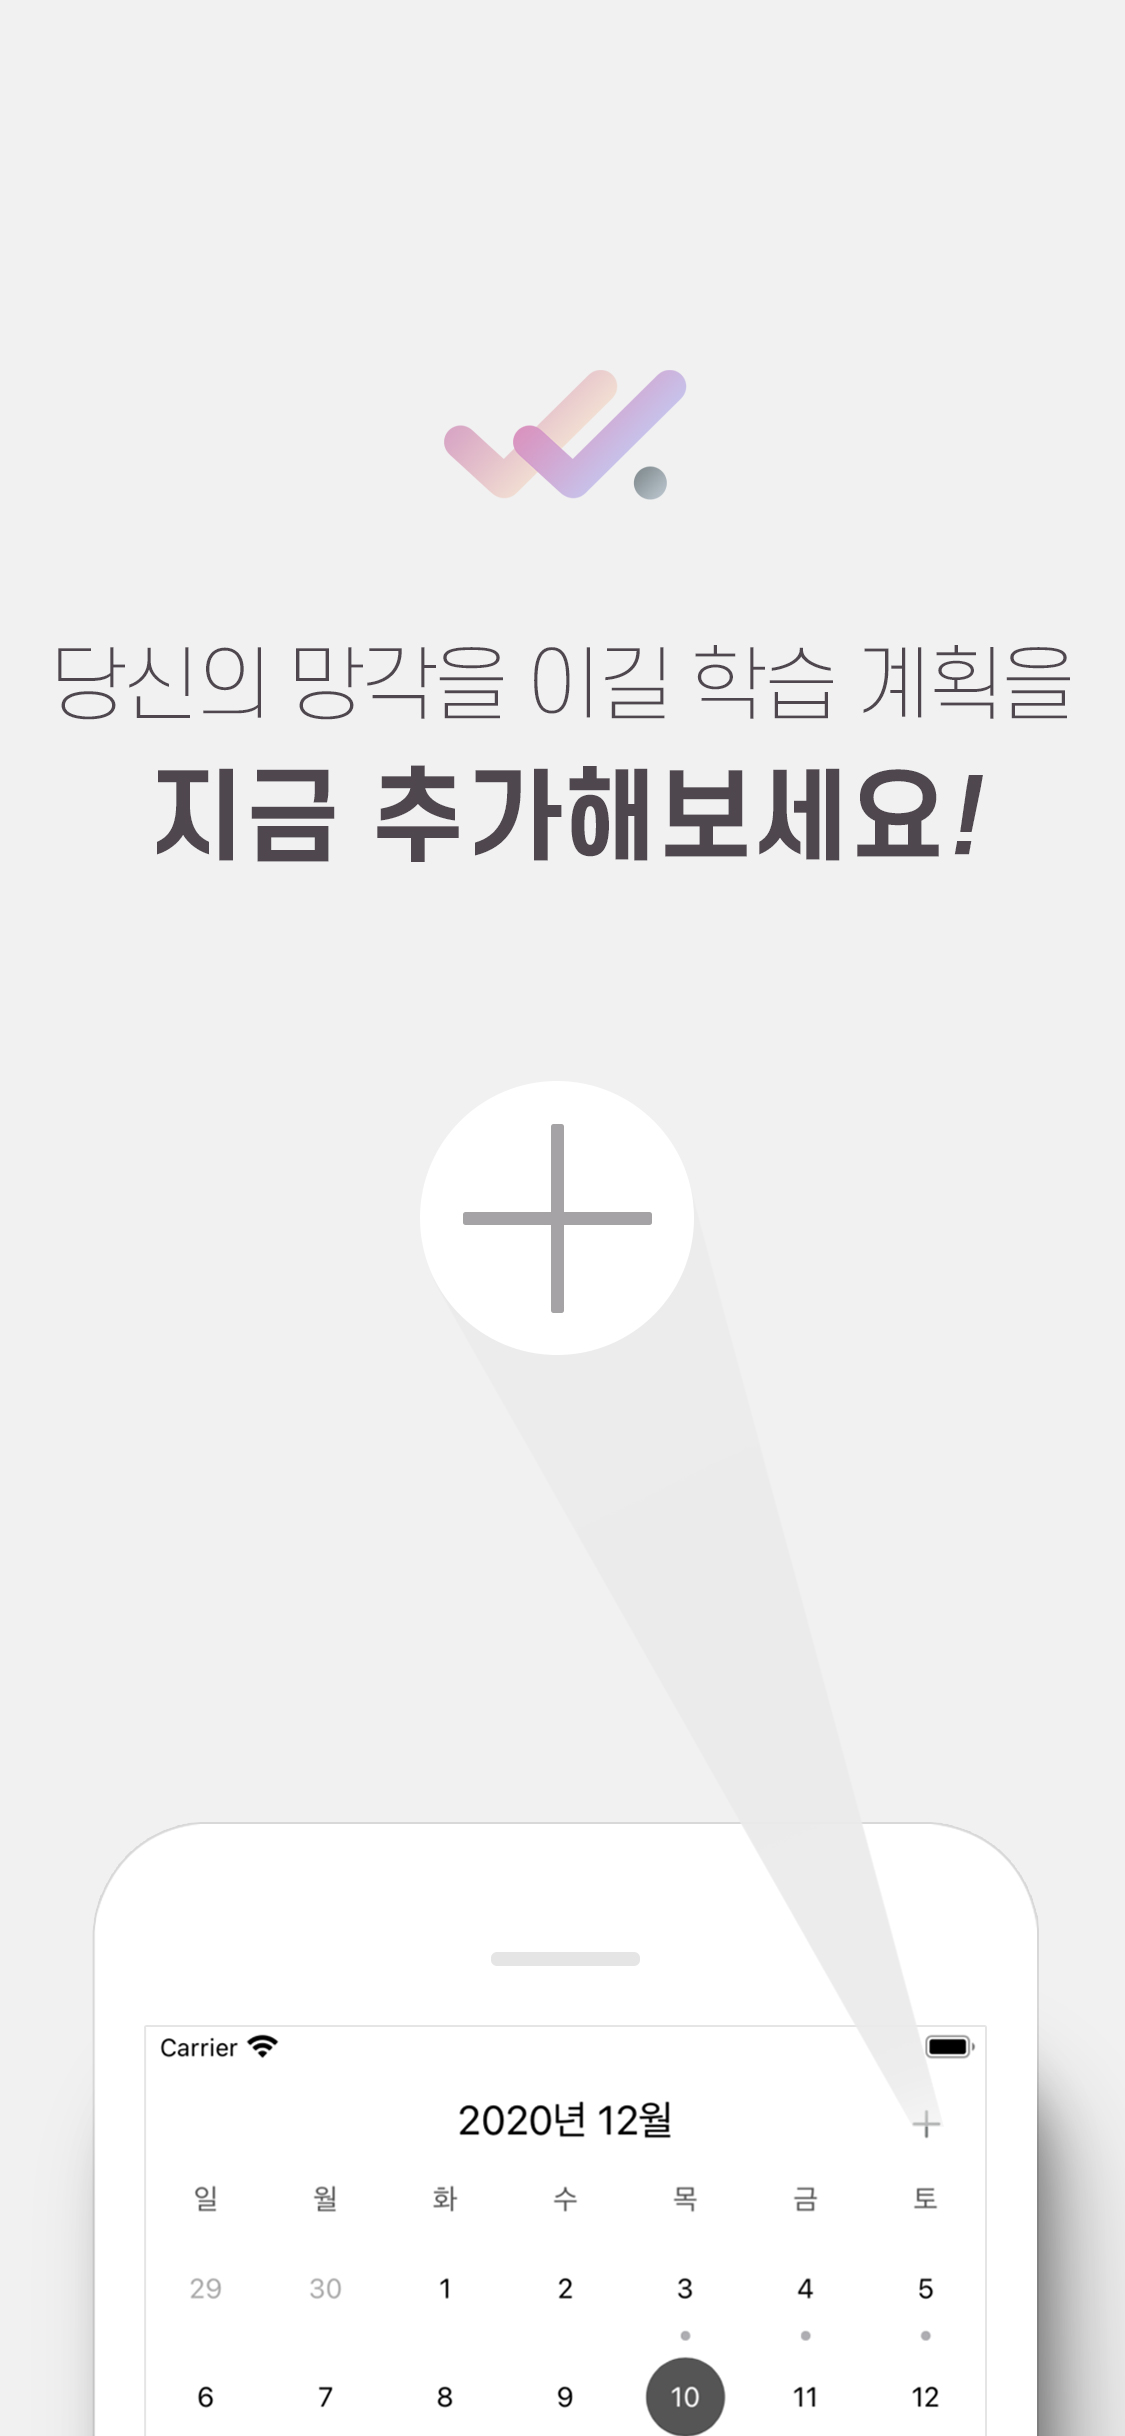 당신의 망각을 이길 학습 계획을
지금 추가해보세요!
Carrier
2020년 12월
일 월 화 수 목 금 토
29 30 1 2 3 4 5
6 7 8 9 10 11 12